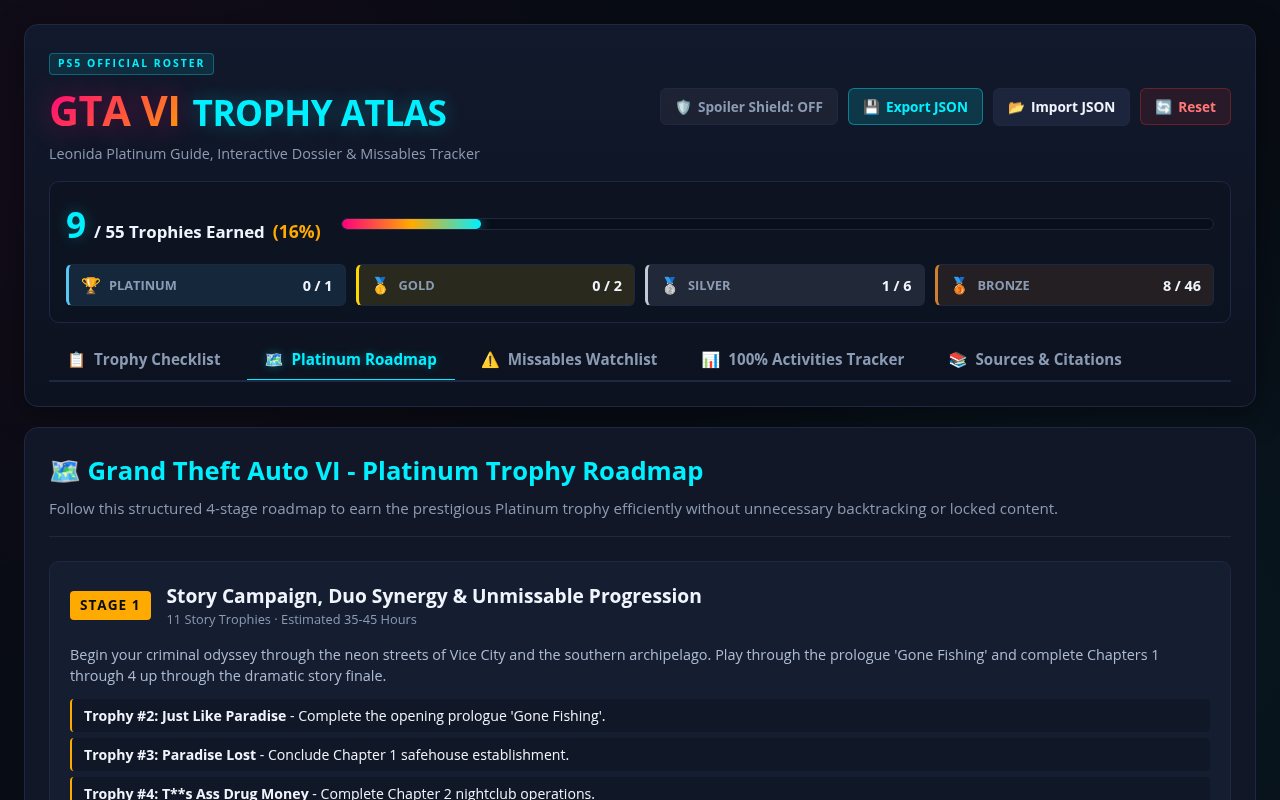 PS5 OFFICIAL ROSTER
GTA VI TROPHY ATLAS
Leonida Platinum Guide, Interactive Dossier & Missables Tracker
Spoiler Shield: OFF
Export JSON
Import JSON
Reset
9 / 55 Trophies Earned (16%)
PLATINUM 0 / 1
GOLD 0 / 2
SILVER 1 / 6
BRONZE 8 / 46
Trophy Checklist
Platinum Roadmap
Missables Watchlist
100% Activities Tracker
Sources & Citations
Grand Theft Auto VI - Platinum Trophy Roadmap
Follow this structured 4-stage roadmap to earn the prestigious Platinum trophy efficiently without unnecessary backtracking or locked content.
STAGE 1
Story Campaign, Duo Synergy & Unmissable Progression
11 Story Trophies · Estimated 35-45 Hours
Begin your criminal odyssey through the neon streets of Vice City and the southern archipelago. Play through the prologue 'Gone Fishing' and complete Chapters 1
through 4 up through the dramatic story finale.
Trophy #2: Just Like Paradise - Complete the opening prologue 'Gone Fishing'.
Trophy #3: Paradise Lost - Conclude Chapter 1 safehouse establishment.
Trophy #4: T**s Ass Drug Money - Complete Chapter 2 nightclub operations.